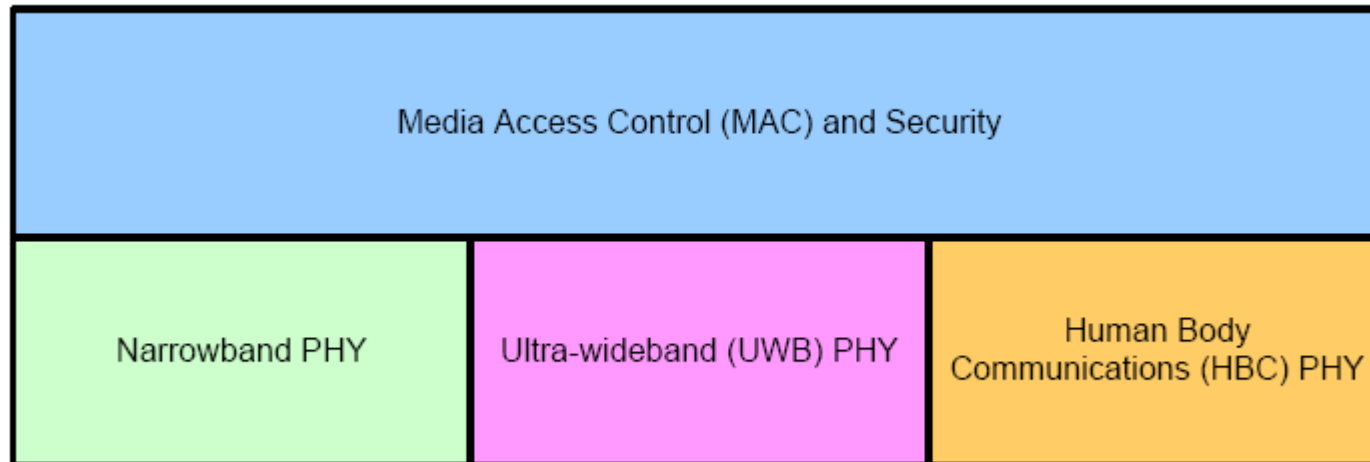 Media Access Control (MAC) and Security
Narrowband PHY
Ultra-wideband (UWB) PHY
Human Body
Communications (HBC) PHY